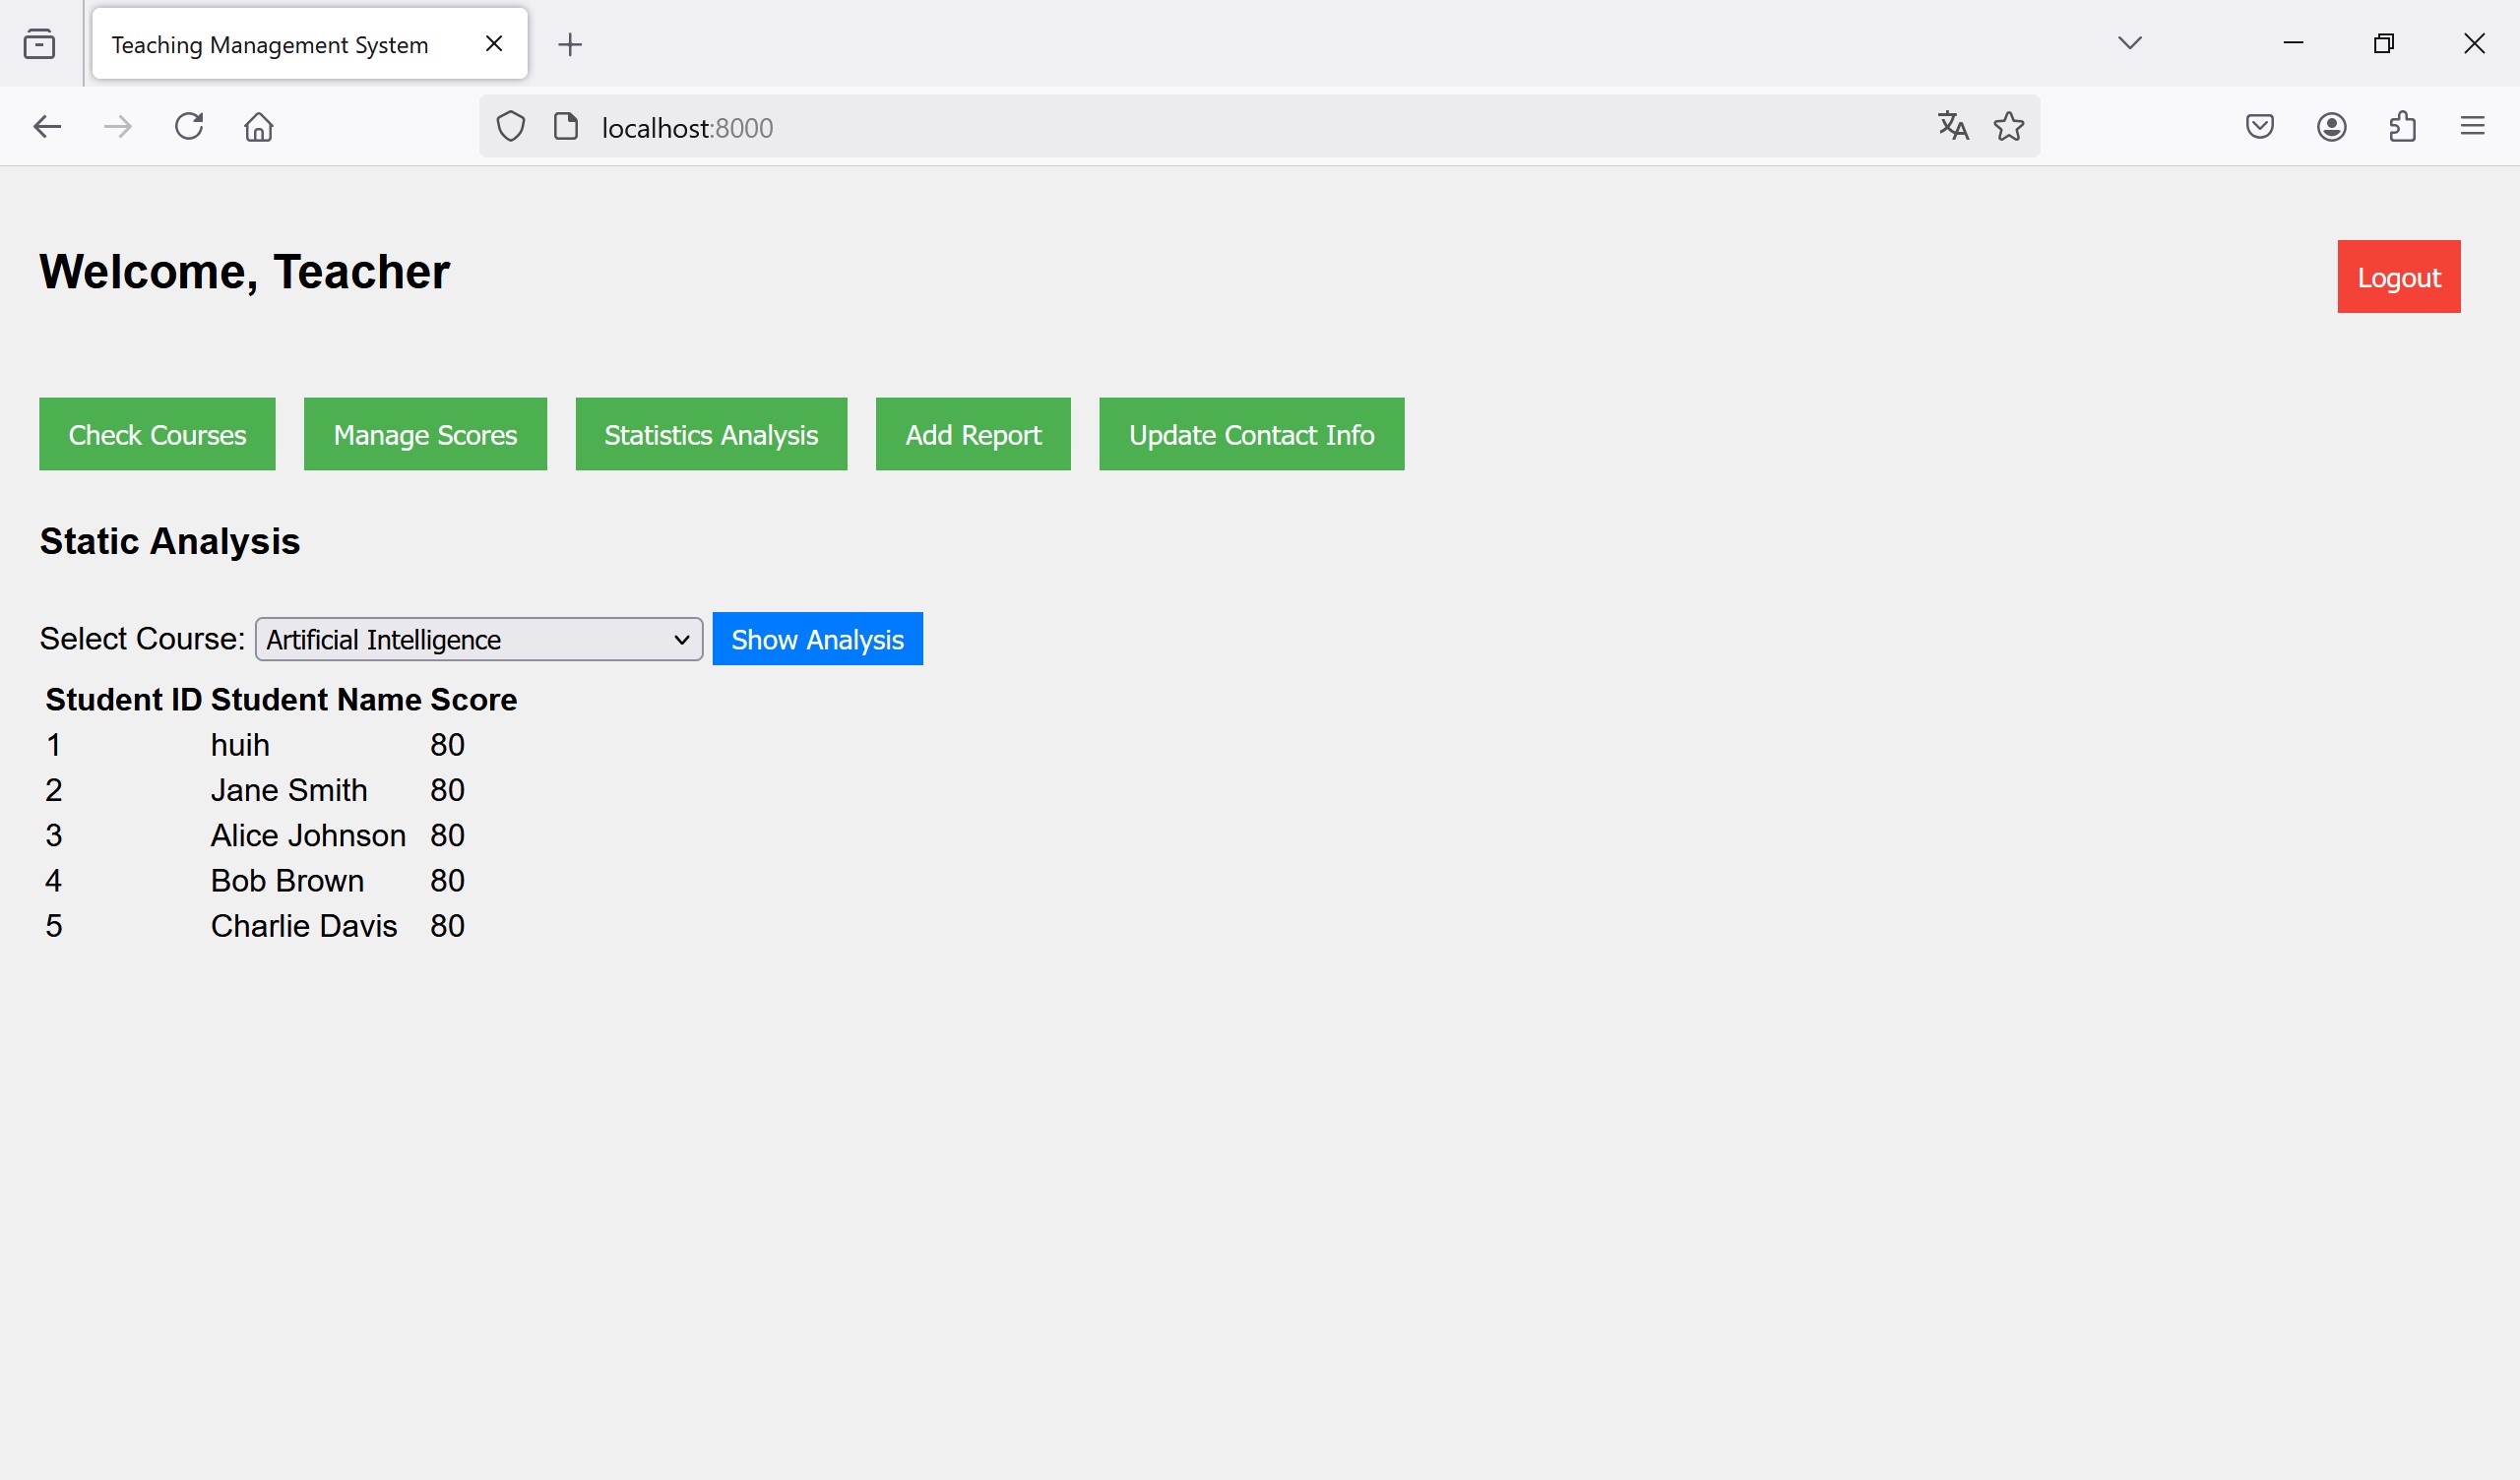 Teaching Management System
localhost:8000
Welcome, Teacher
Logout
Check Courses Manage Scores Statistics Analysis Add Report Update Contact Info
Static Analysis
Select Course: Artificial Intelligence Show Analysis
Student ID Student Name Score
1 huih 80
2 Jane Smith 80
3 Alice Johnson 80
4 Bob Brown 80
5 Charlie Davis 80